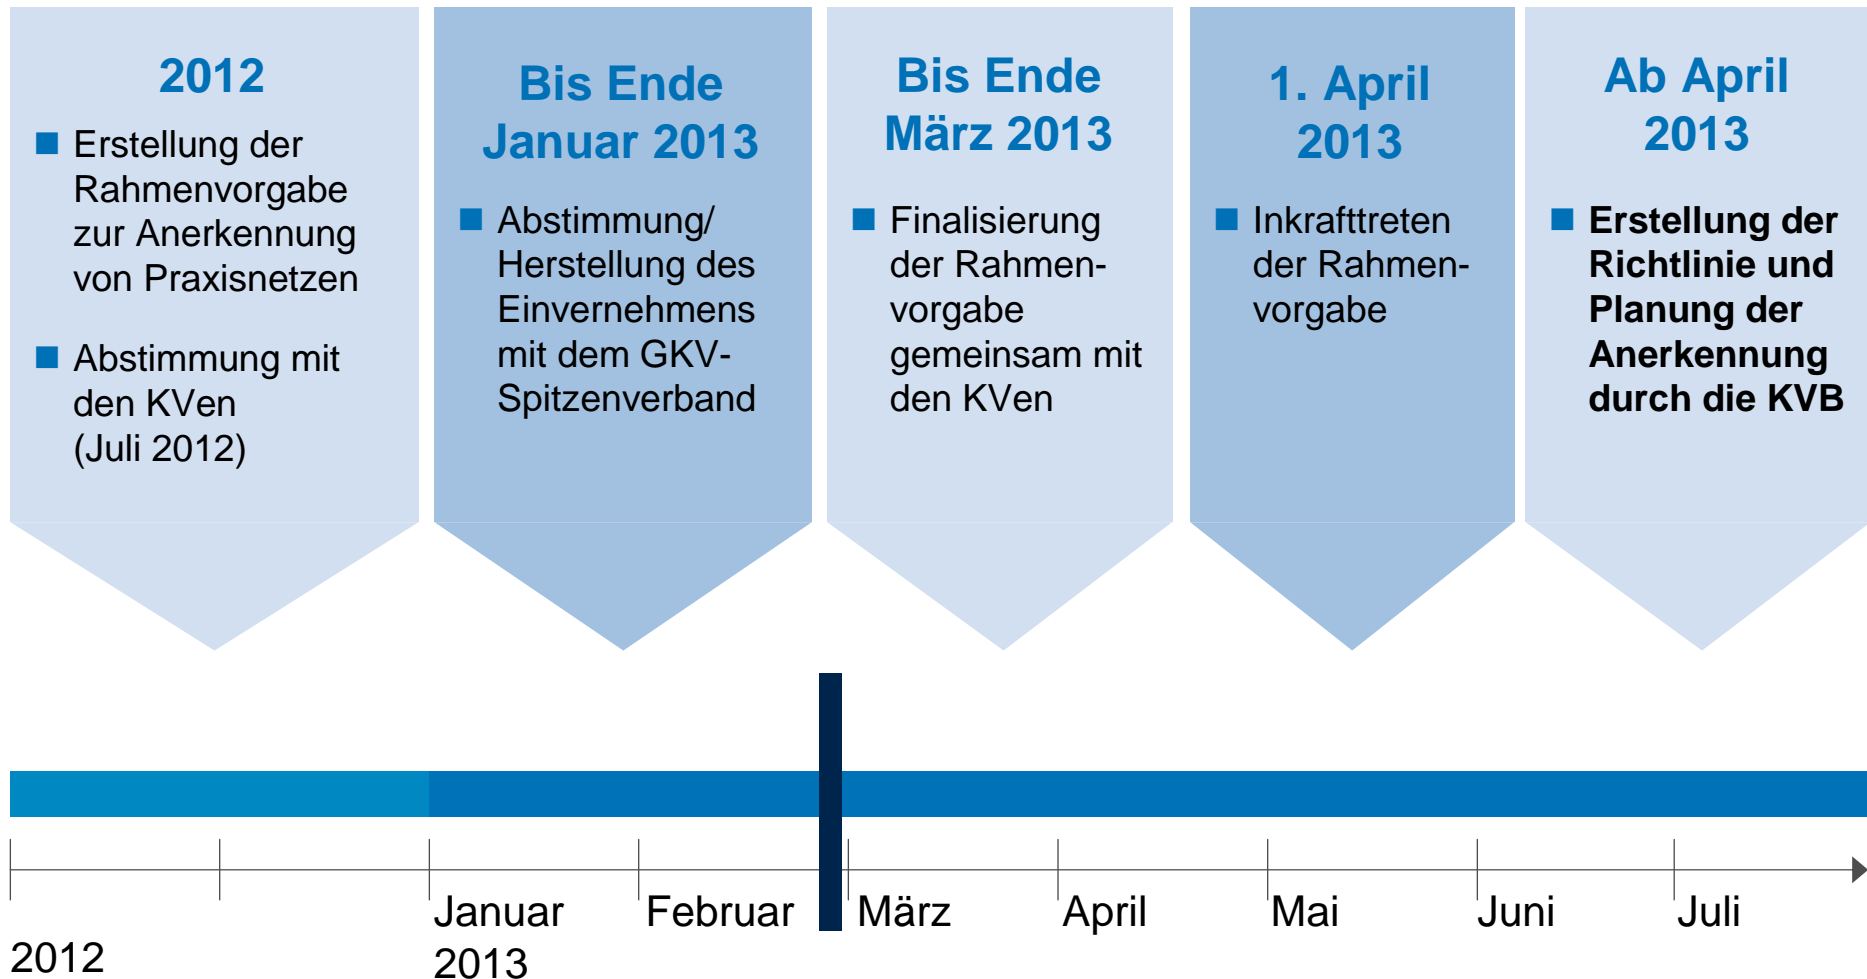 2012
Erstellung der
Rahmenvorgabe
zur Anerkennung
von Praxisnetzen
Abstimmung mit
den KVen
(Juli 2012)
Bis Ende
Januar 2013
Abstimmung/
Herstellung des
Einvernehmens
mit dem GKV-
Spitzenverband
Bis Ende
März 2013
Finalisierung
der Rahmen-
vorgabe
gemeinsam mit
den KVen
1. April
2013
Inkrafttreten
der Rahmen-
vorgabe
Ab April
2013
Erstellung der
Richtlinie und
Planung der
Anerkennung
durch die KVB
Januar Februar März April Mai Juni Juli
2012 2013